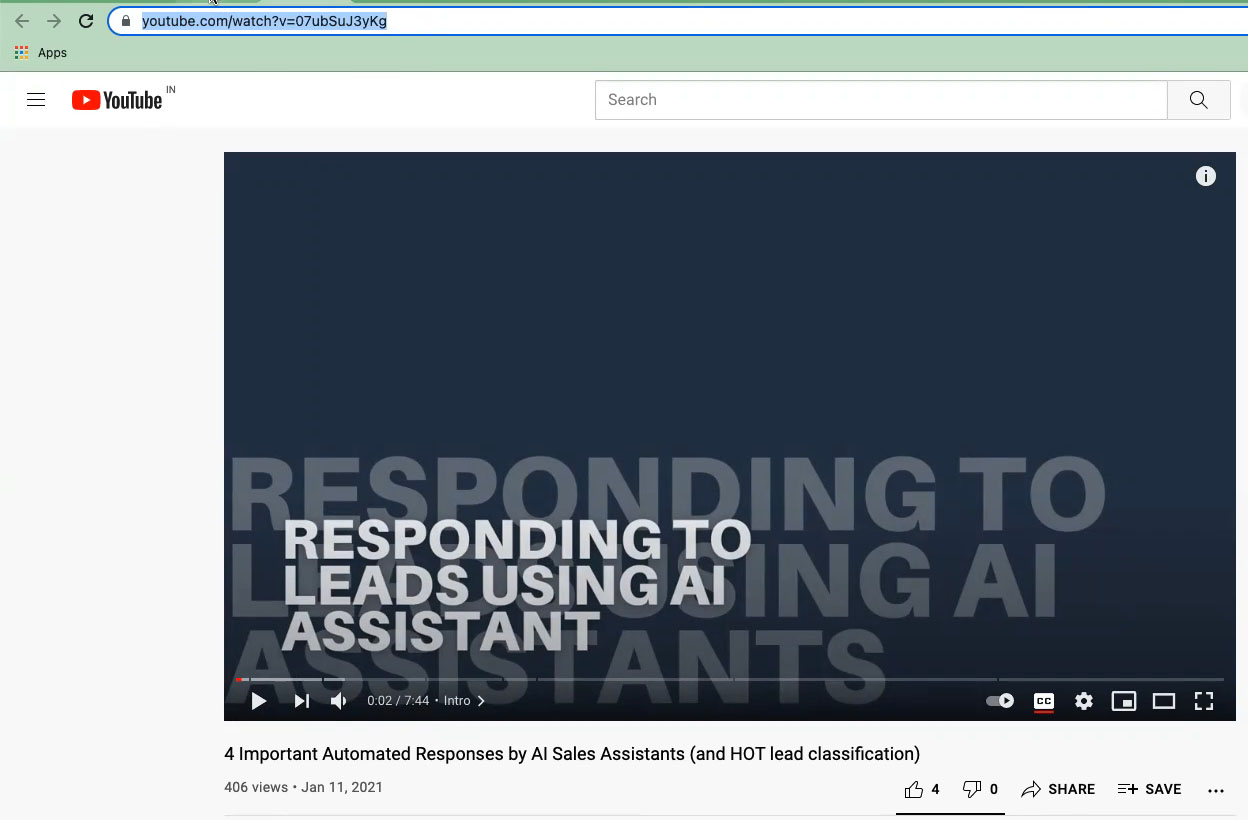 youtube.com/watch?v=07ubSuJ3yKg
Apps
YouTube IN
Search
i
RESPONDING TO
LEADS USING AI
ASSISTANTS
RESPONDING TO
LEADS USING AI
ASSISTANT
0:02 / 7:44 • Intro
CC
4 Important Automated Responses by AI Sales Assistants (and HOT lead classification)
406 views • Jan 11, 2021
4 0 SHARE SAVE